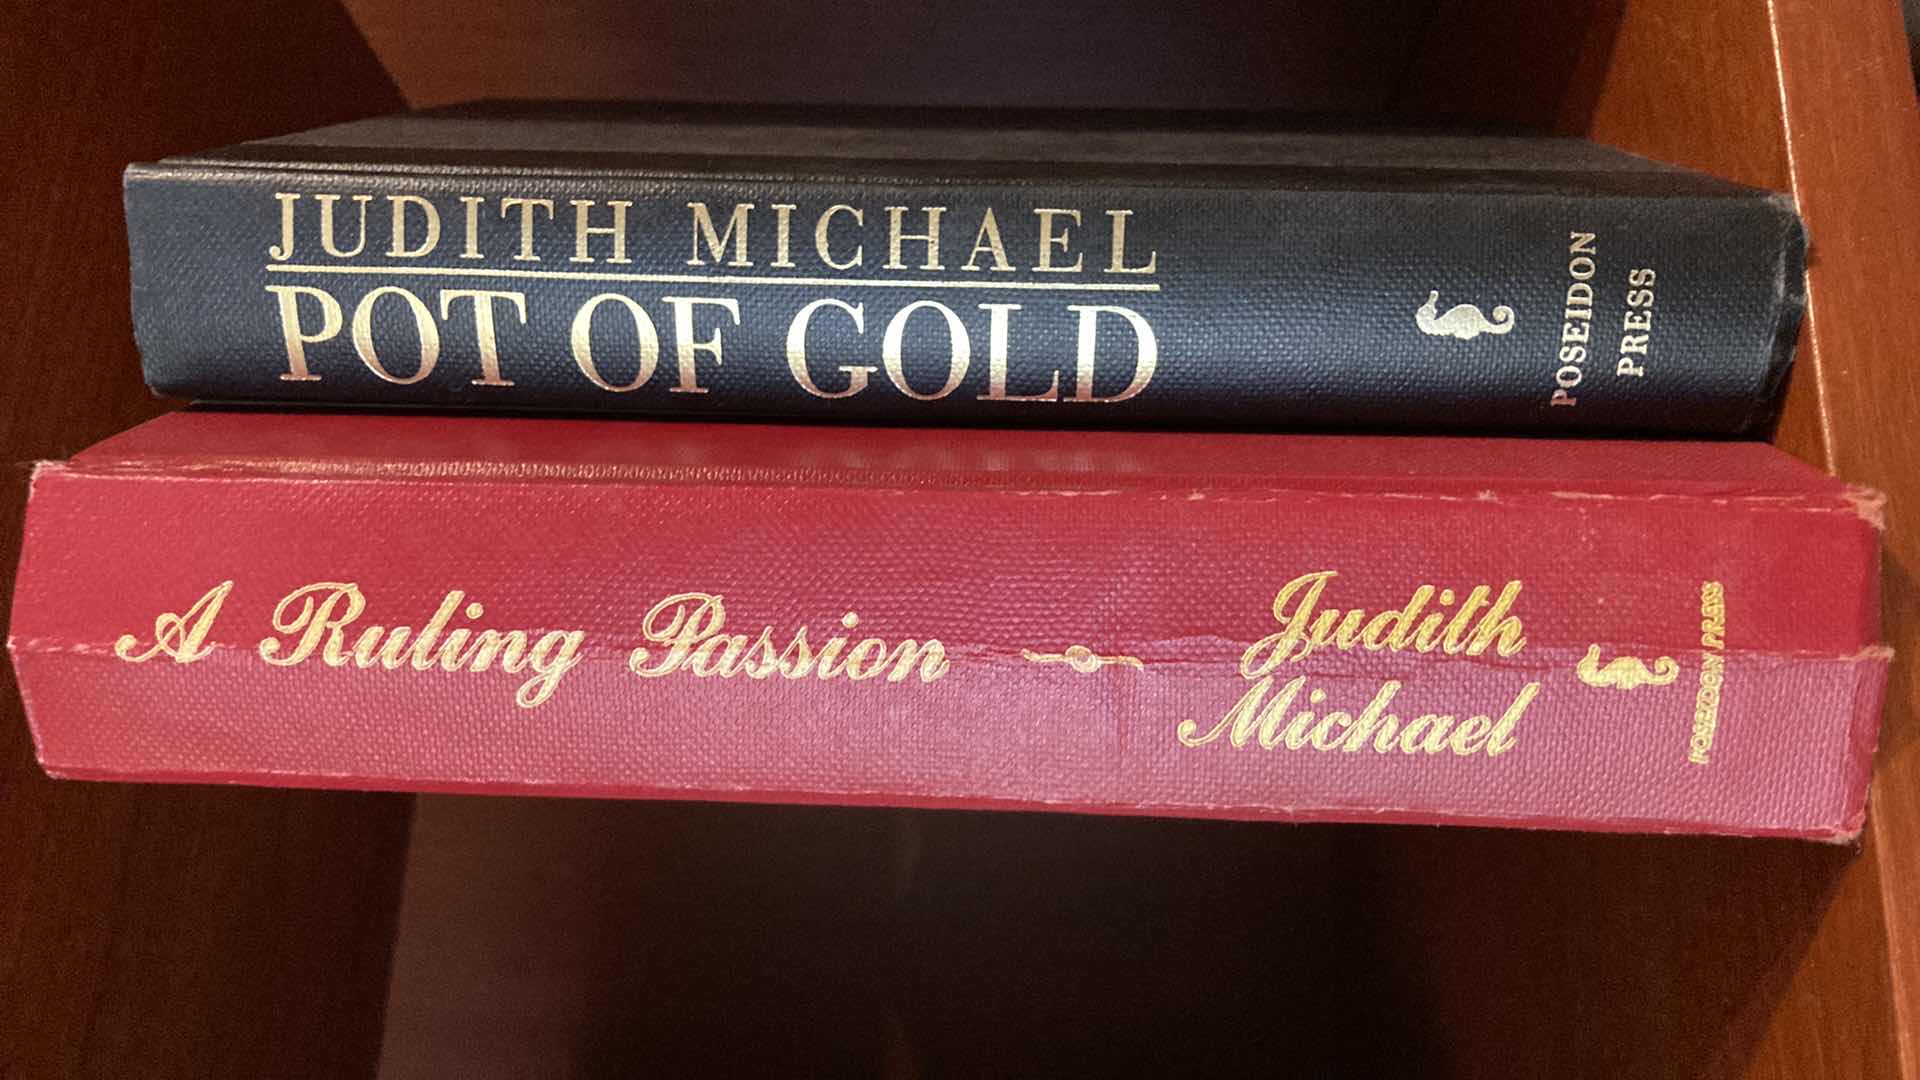 JUDITH MICHAEL
POT OF GOLD
POSEIDON
PRESS
A Ruling Passion
Judith
Michael
POSEIDON PRESS